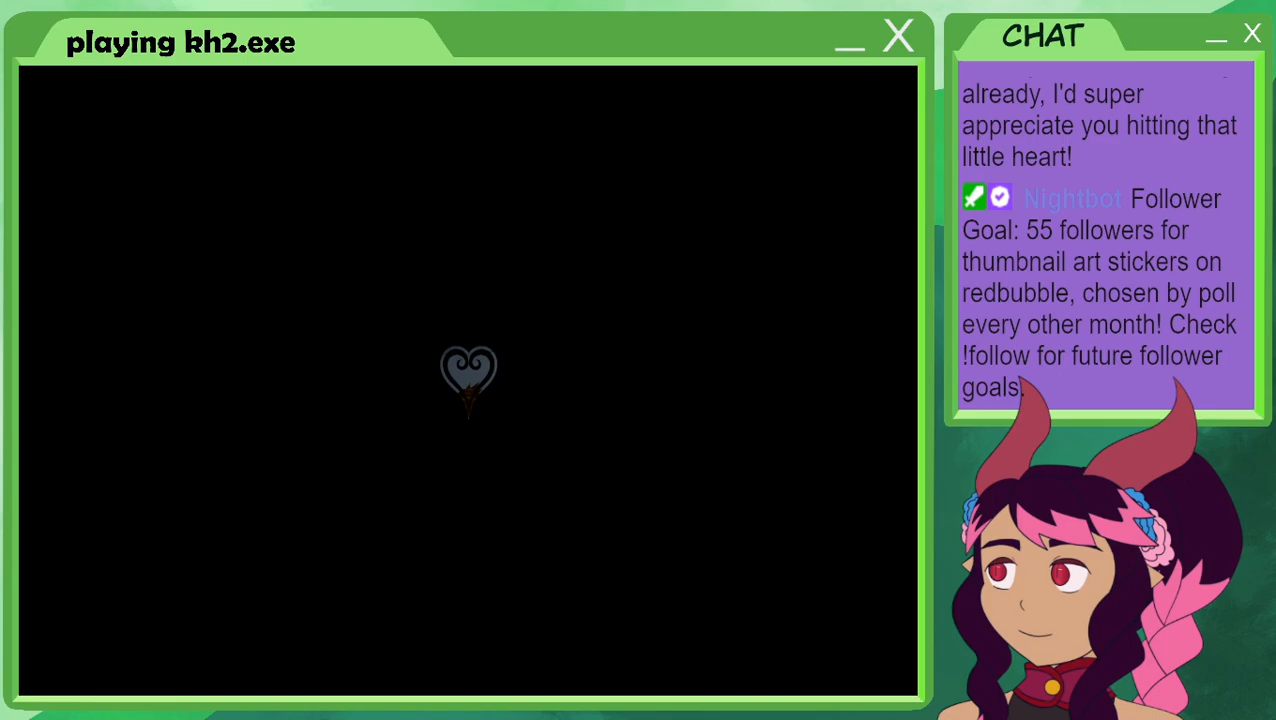 playing kh2.exe
CHAT
already, I'd super
appreciate you hitting that
little heart!
Nightbot Follower
Goal: 55 followers for
thumbnail art stickers on
redbubble, chosen by poll
every other month! Check
!follow for future follower
goals.